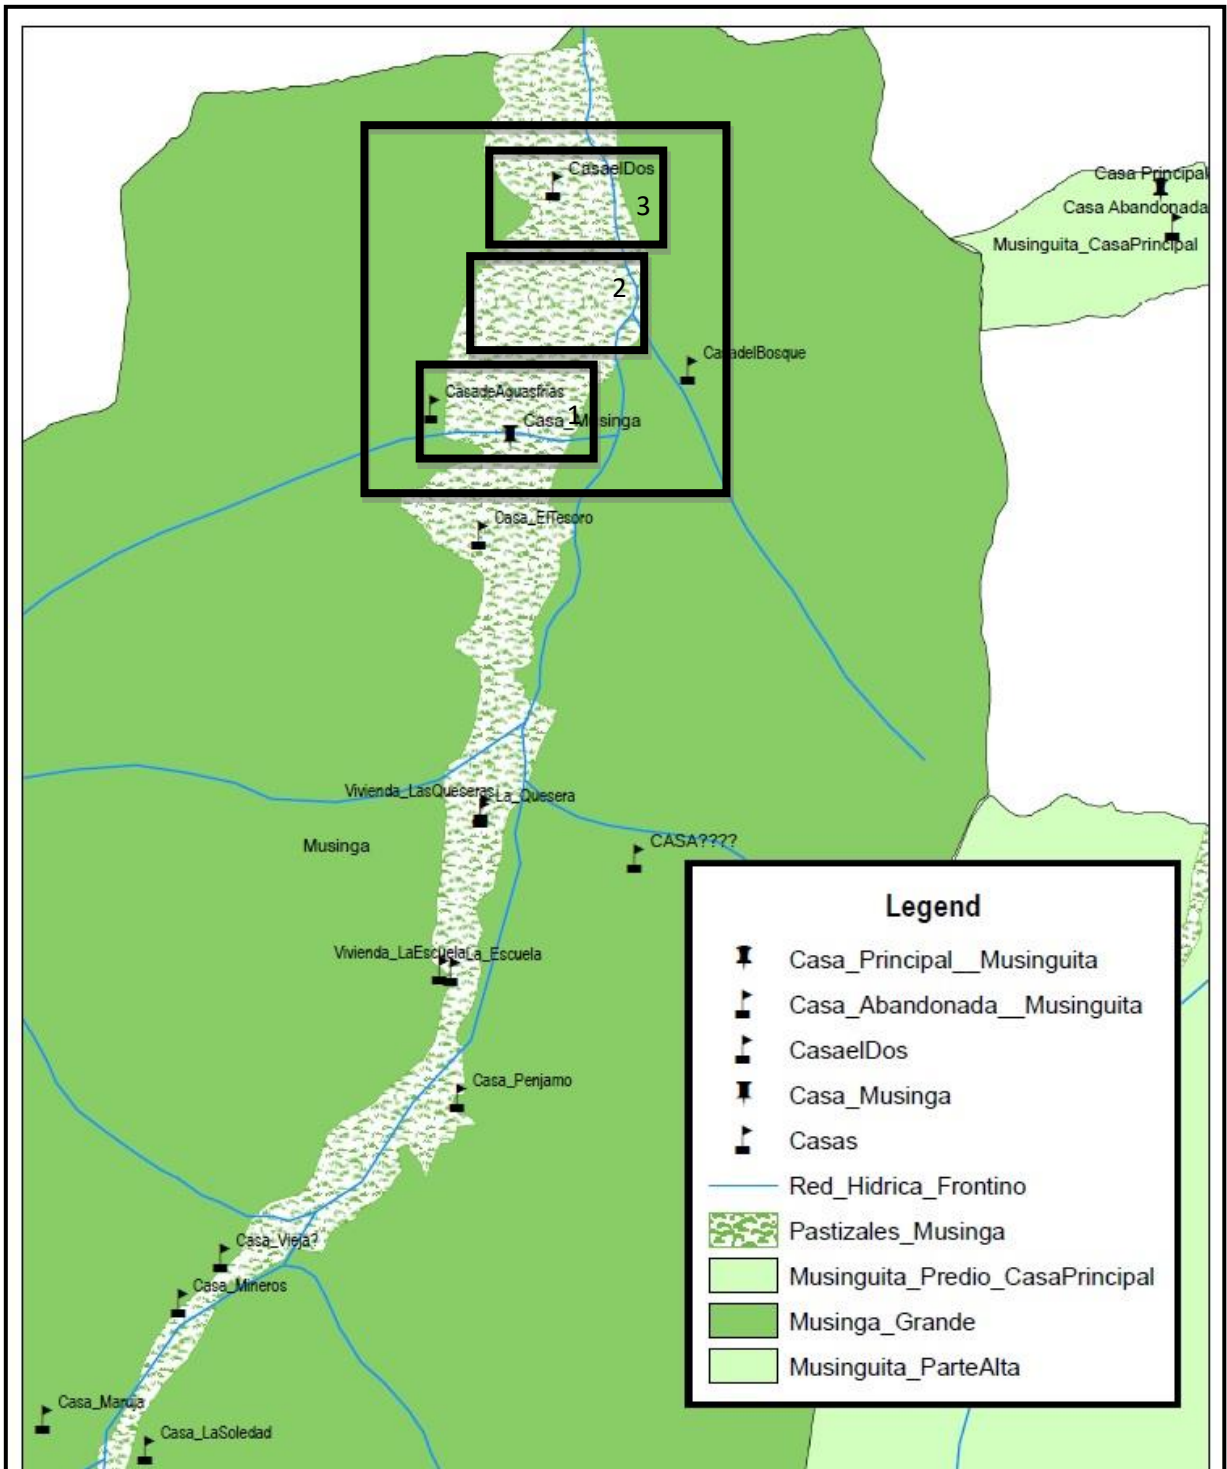 CasaelDos
3
Casa Principal
Casa Abandonada
Musinguita_CasaPrincipal
2
CasadelBosque
CasadeAguasfrias
1
Casa_Musinga
Casa_ElTesoro
Vivienda_LasQueseras
La_Quesera
Musinga
CASA????
Vivienda_LaEscuela
La_Escuela
Casa_Penjamo
Casa_Vieja?
Casa_Mineros
Casa_Maruja
Casa_LaSoledad
Legend
Casa_Principal__Musinguita
Casa_Abandonada__Musinguita
CasaelDos
Casa_Musinga
Casas
Red_Hidrica_Frontino
Pastizales_Musinga
Musinguita_Predio_CasaPrincipal
Musinga_Grande
Musinguita_ParteAlta